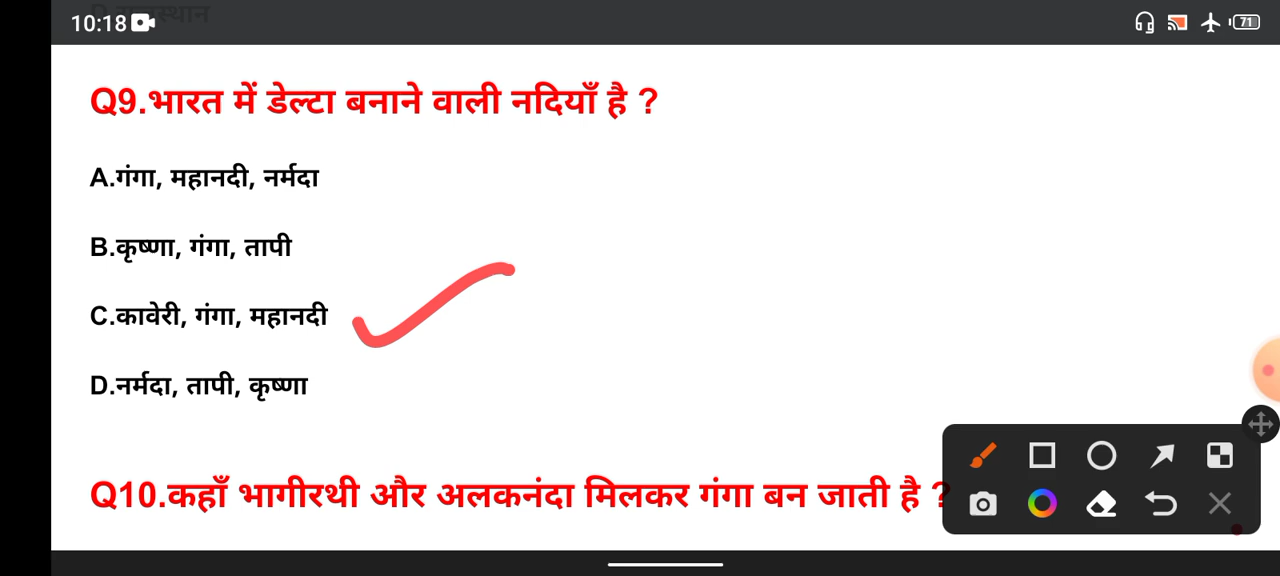 10:18
71
Q9.भारत में डेल्टा बनाने वाली नदियाँ है ?
A.गंगा, महानदी, नर्मदा
B.कृष्णा, गंगा, तापी
C.कावेरी, गंगा, महानदी
D.नर्मदा, तापी, कृष्णा
Q10.कहाँ भागीरथी और अलकनंदा मिलकर गंगा बन जाती है ?